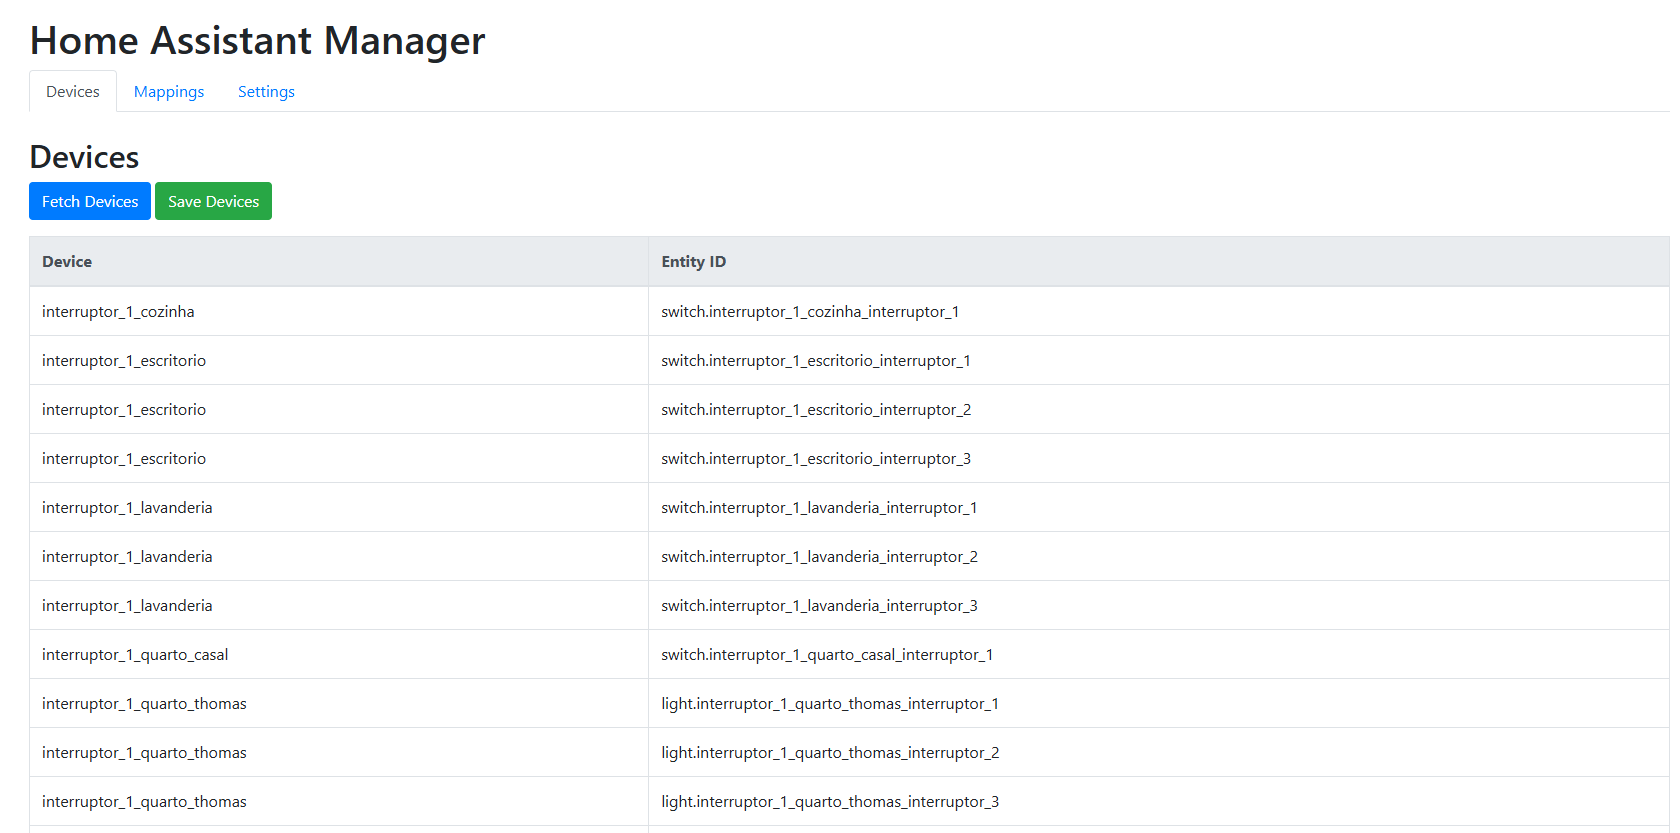 Home Assistant Manager
Devices Mappings Settings
Devices
Fetch Devices Save Devices
Device Entity ID
interruptor_1_cozinha switch.interruptor_1_cozinha_interruptor_1
interruptor_1_escritorio switch.interruptor_1_escritorio_interruptor_1
interruptor_1_escritorio switch.interruptor_1_escritorio_interruptor_2
interruptor_1_escritorio switch.interruptor_1_escritorio_interruptor_3
interruptor_1_lavanderia switch.interruptor_1_lavanderia_interruptor_1
interruptor_1_lavanderia switch.interruptor_1_lavanderia_interruptor_2
interruptor_1_lavanderia switch.interruptor_1_lavanderia_interruptor_3
interruptor_1_quarto_casal switch.interruptor_1_quarto_casal_interruptor_1
interruptor_1_quarto_thomas light.interruptor_1_quarto_thomas_interruptor_1
interruptor_1_quarto_thomas light.interruptor_1_quarto_thomas_interruptor_2
interruptor_1_quarto_thomas light.interruptor_1_quarto_thomas_interruptor_3